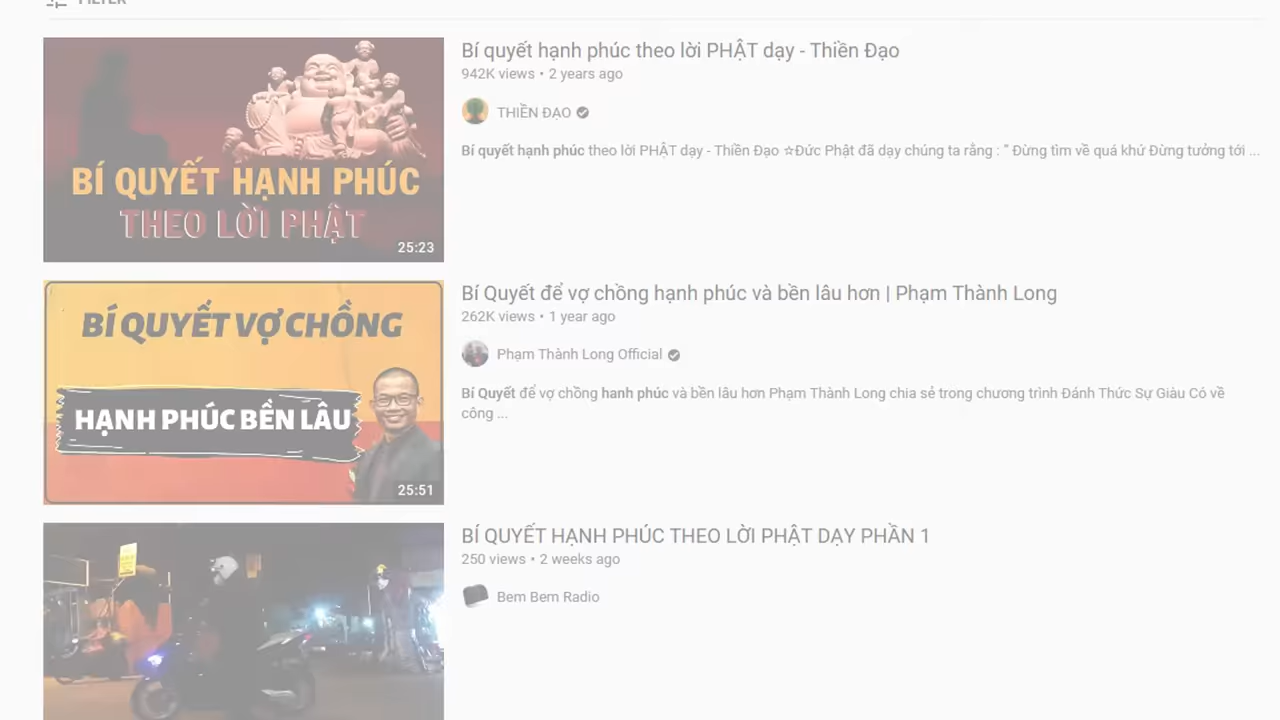 FILTER
BÍ QUYẾT HẠNH PHÚC
THEO LỜI PHẬT
25:23
Bí quyết hạnh phúc theo lời PHẬT dạy - Thiền Đạo
942K views • 2 years ago
THIỀN ĐẠO
Bí quyết hạnh phúc theo lời PHẬT dạy - Thiền Đạo ☆Đức Phật đã dạy chúng ta rằng : " Đừng tìm về quá khứ Đừng tưởng tới ...
BÍ QUYẾT VỢ CHỒNG
HẠNH PHÚC BỀN LÂU
25:51
Bí Quyết để vợ chồng hạnh phúc và bền lâu hơn | Phạm Thành Long
262K views • 1 year ago
Phạm Thành Long Official
Bí Quyết để vợ chồng hạnh phúc và bền lâu hơn Phạm Thành Long chia sẻ trong chương trình Đánh Thức Sự Giàu Có về
công ...
BÍ QUYẾT HẠNH PHÚC THEO LỜI PHẬT DẠY PHẦN 1
250 views • 2 weeks ago
Bem Bem Radio